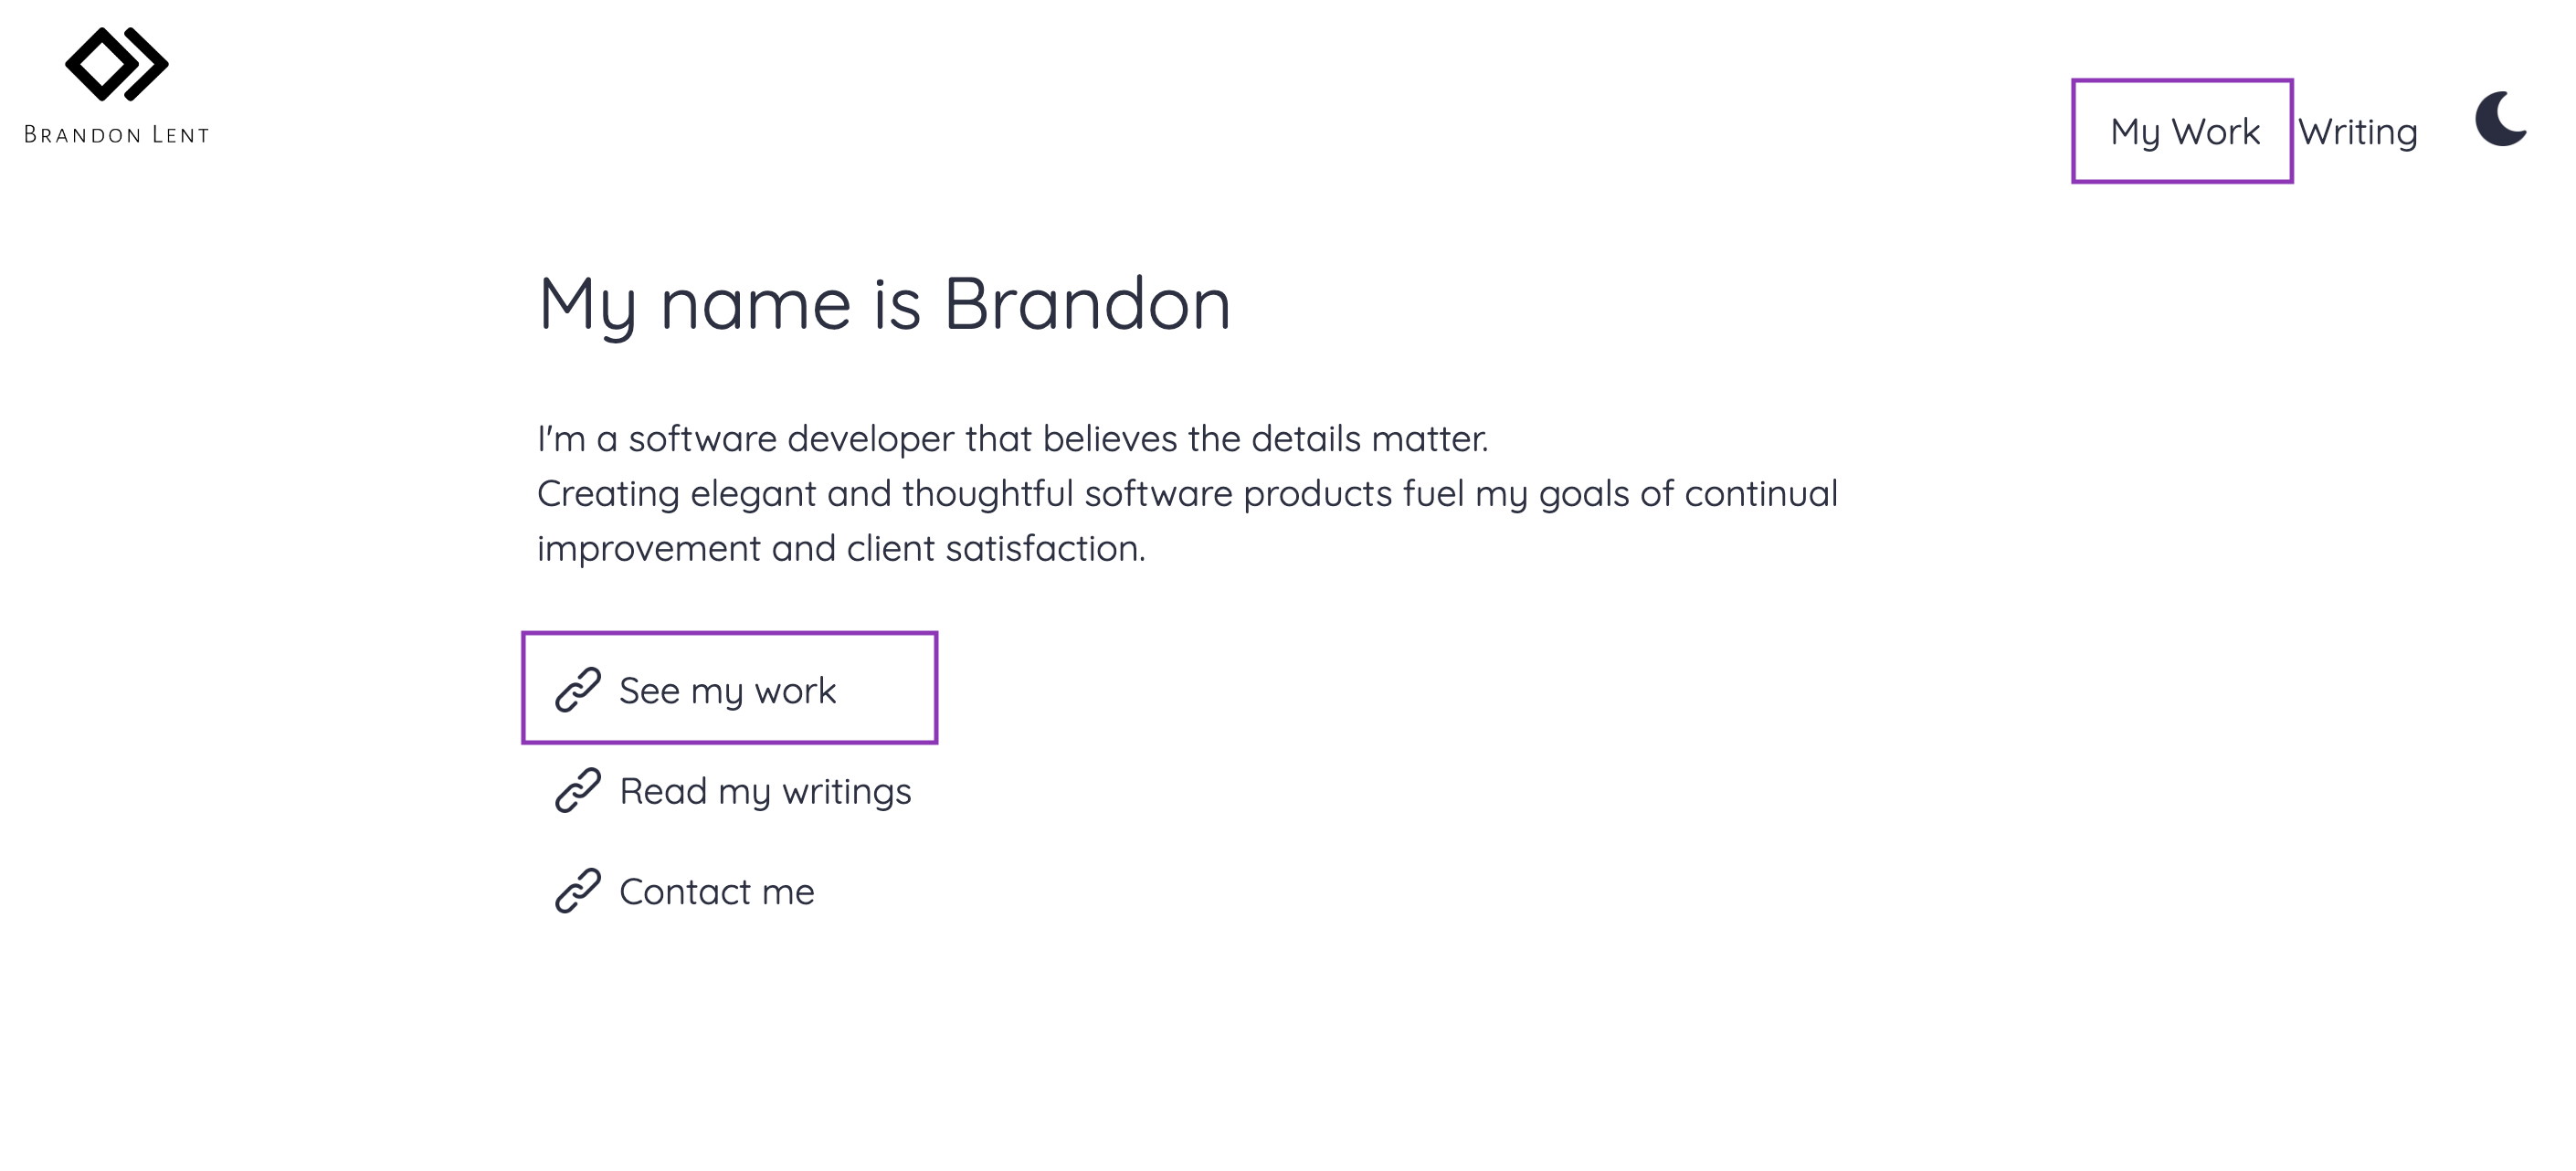 BRANDON LENT
My Work Writing
My name is Brandon
I'm a software developer that believes the details matter.
Creating elegant and thoughtful software products fuel my goals of continual
improvement and client satisfaction.
See my work
Read my writings
Contact me